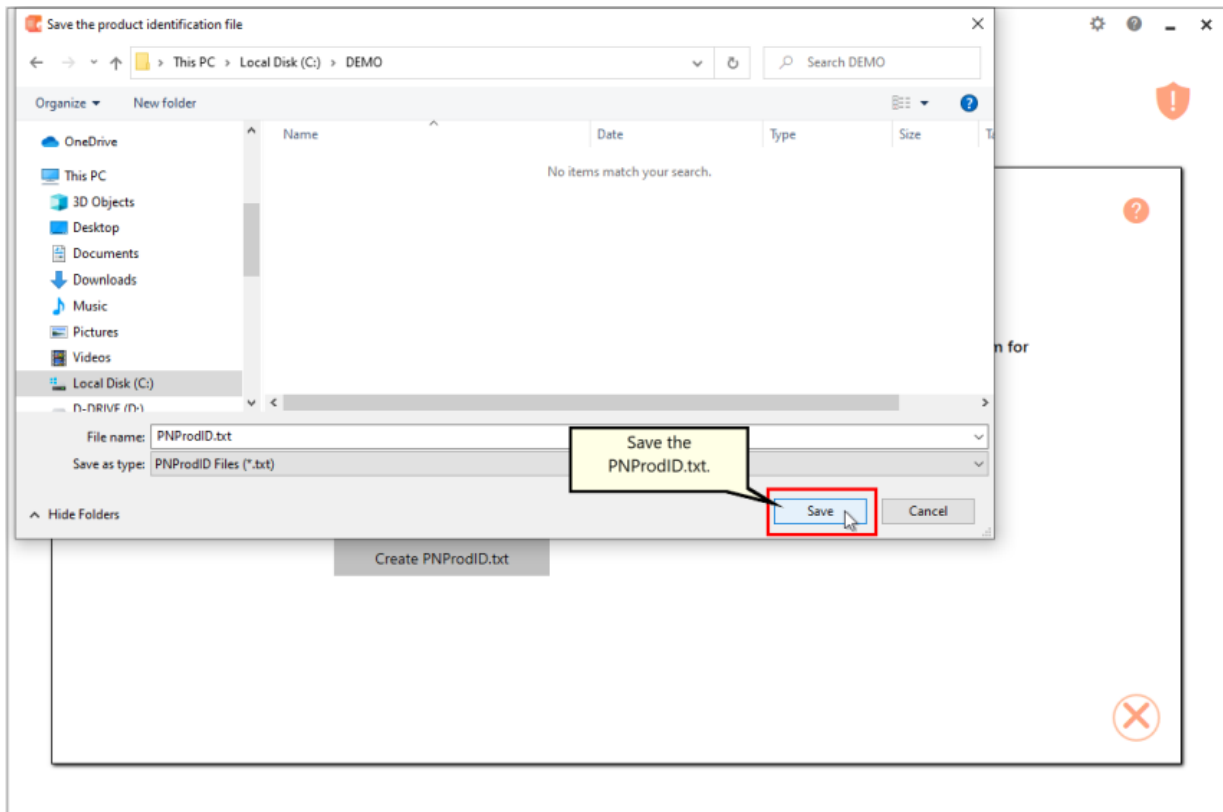 Save the product identification file
This PC > Local Disk (C:) > DEMO
Search DEMO
Organize
New folder
Name Date Type Size
No items match your search.
OneDrive
This PC
3D Objects
Desktop
Documents
Downloads
Music
Pictures
Videos
Local Disk (C:)
D-DRIVE (D:)
n for
File name: PNProdID.txt
Save as type: PNProdID Files (*.txt)
Save the
PNProdID.txt.
Hide Folders
Save
Cancel
Create PNProdID.txt